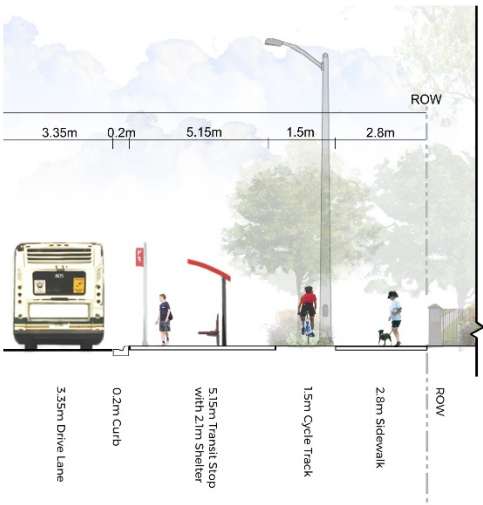 ROW
3.35m 0.2m 5.15m 1.5m 2.8m
3.35m Drive Lane
0.2m Curb
5.15m Transit Stop
with 2.1m Shelter
1.5m Cycle Track
2.8m Sidewalk
ROW